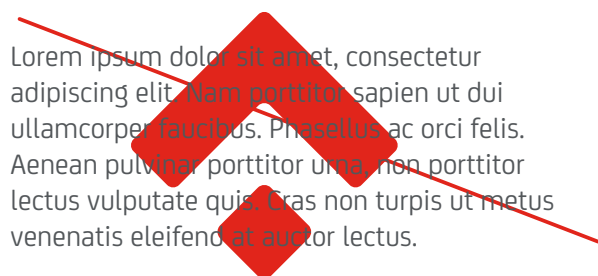 Lorem ipsum dolor sit amet, consectetur
adipiscing elit. Nam porttitor sapien ut dui
ullamcorper faucibus. Phasellus ac orci felis.
Aenean pulvinar porttitor urna, non porttitor
lectus vulputate quis. Cras non turpis ut metus
venenatis eleifend at auctor lectus.